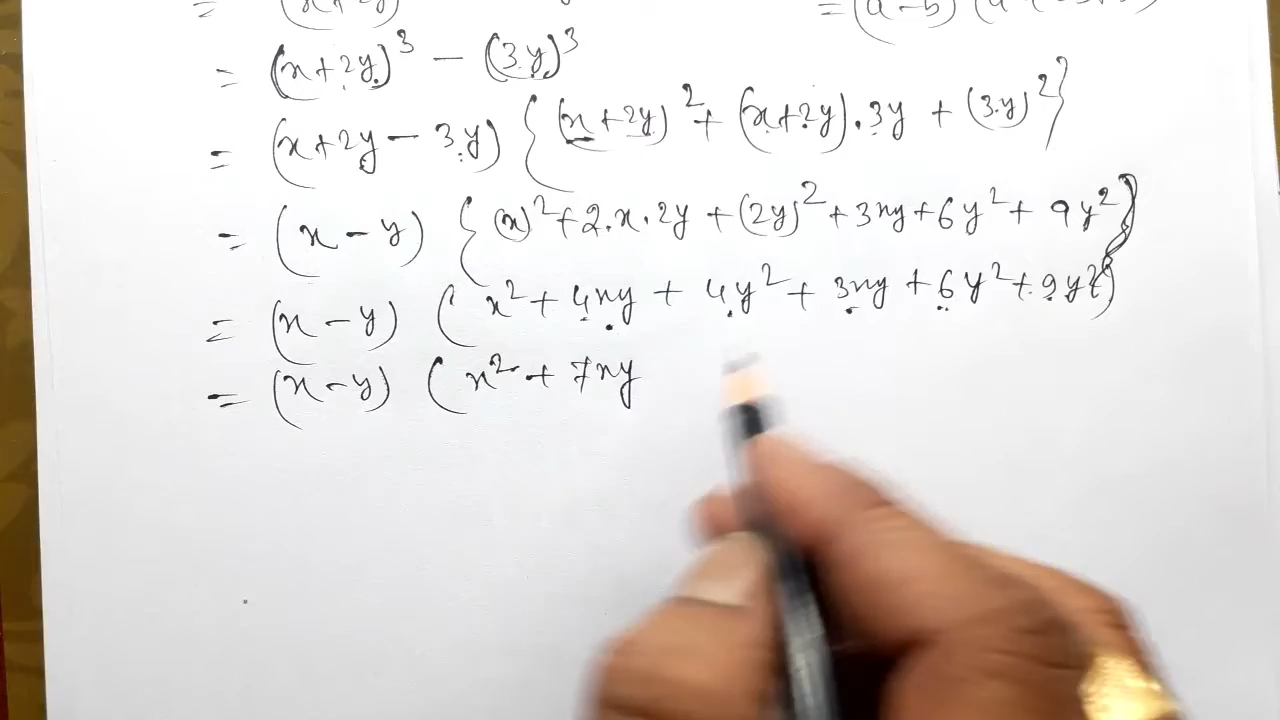 = (x+2y)
= (a-b) (a
= (x+2y)³ - (3y)³
= (x+2y-3y) {(x+2y)² + (x+2y).3y + (3y)²}
= (x-y) {(x)²+2.x.2y+(2y)²+3xy+6y²+9y²}
= (x-y) (x²+4xy+4y²+3xy+6y²+9y²)
= (x-y) (x²+7xy